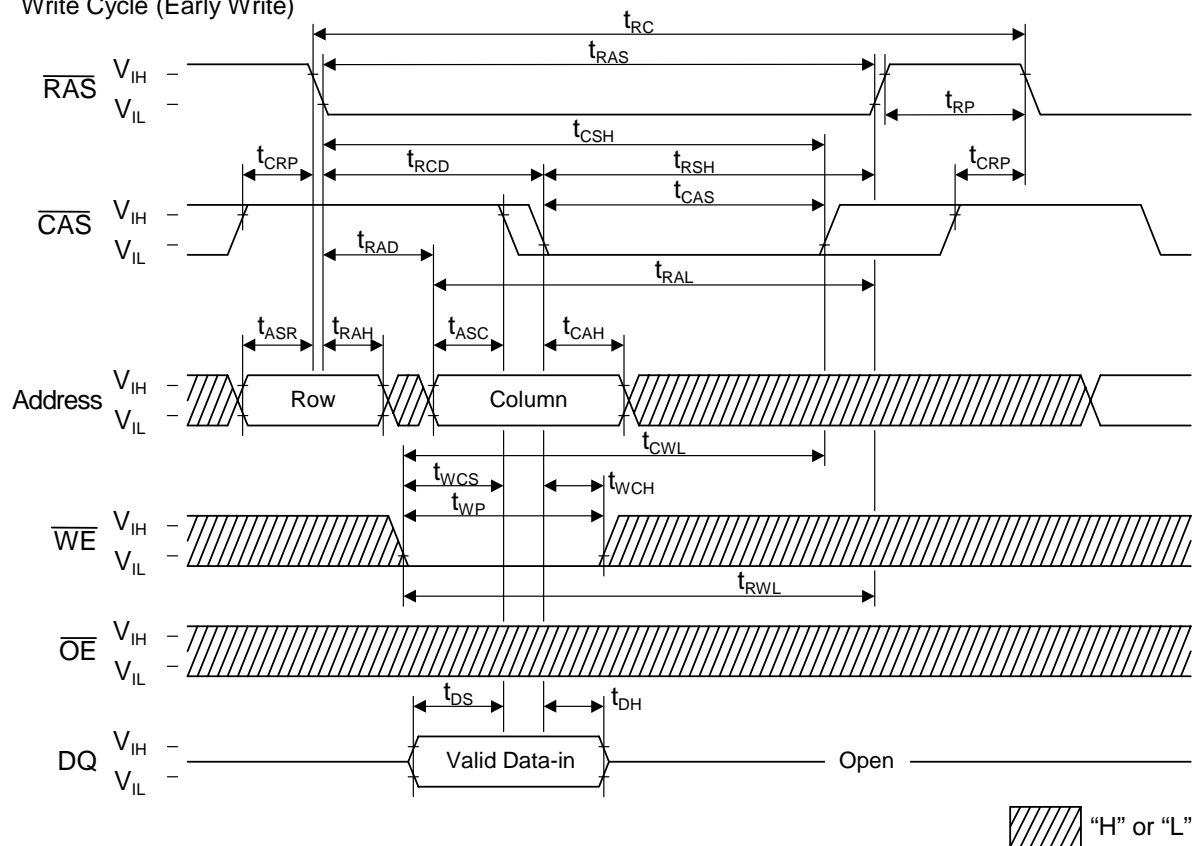 Write Cycle (Early Write)
tRC
tRAS
RAS
VIH
VIL
tRP
tCSH
tCRP
tRCD
tRSH
tCRP
tCAS
CAS
VIH
VIL
tRAD
tRAL
tASR
tRAH
tASC
tCAH
Address
VIH
VIL
Row
Column
tCWL
tWCS
tWCH
tWP
WE
VIH
VIL
tRWL
OE
VIH
VIL
tDS
tDH
DQ
VIH
VIL
Valid Data-in
Open
“H” or “L”